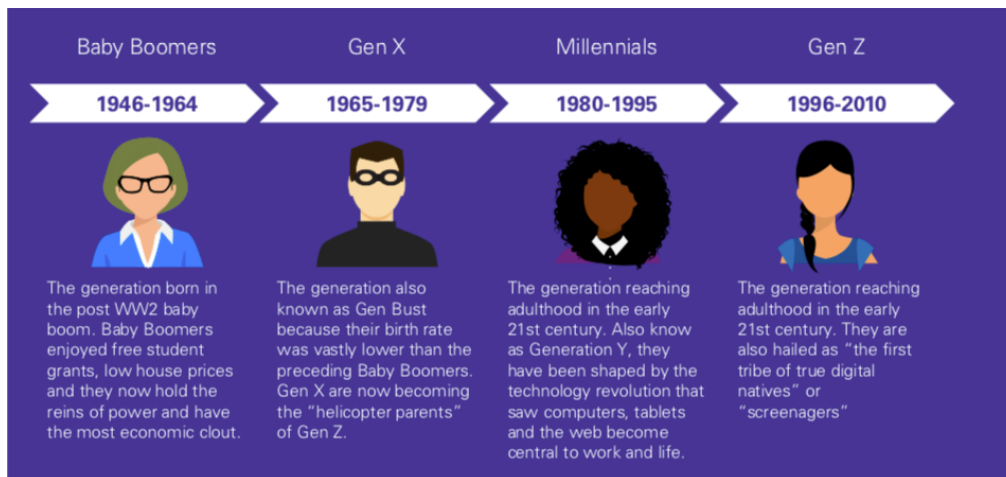 Baby Boomers
Gen X
Millennials
Gen Z
1946-1964
1965-1979
1980-1995
1996-2010
The generation born in
the post WW2 baby
boom. Baby Boomers
enjoyed free student
grants, low house prices
and they now hold the
reins of power and have
the most economic clout.
The generation also
known as Gen Bust
because their birth rate
was vastly lower than the
preceding Baby Boomers.
Gen X are now becoming
the “helicopter parents”
of Gen Z.
The generation reaching
adulthood in the early
21st century. Also know
as Generation Y, they
have been shaped by the
technology revolution that
saw computers, tablets
and the web become
central to work and life.
The generation reaching
adulthood in the early
21st century. They are
also hailed as “the first
tribe of true digital
natives” or
“screenagers”